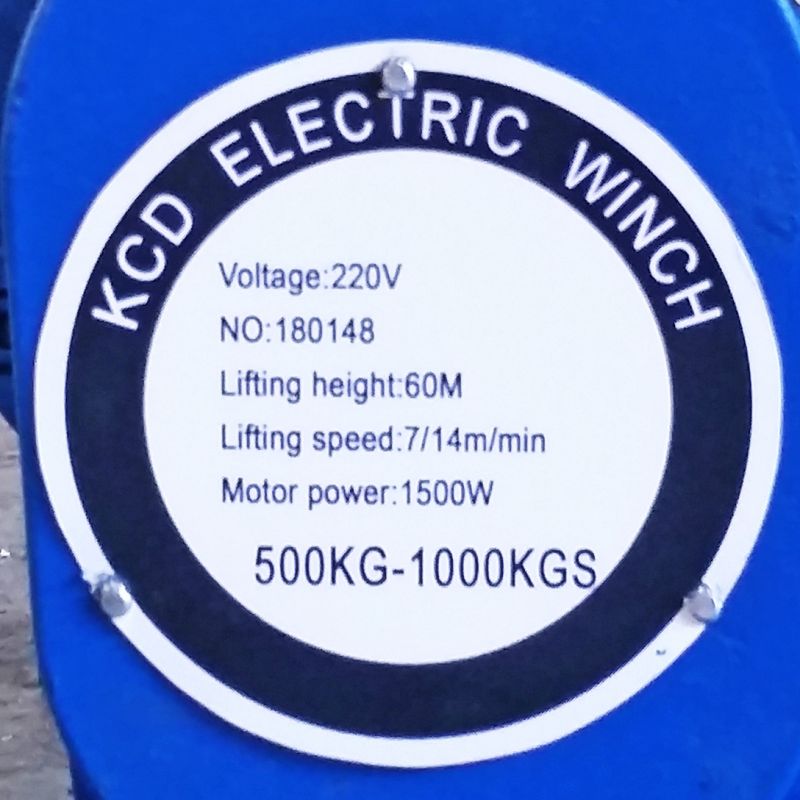 KCD ELECTRIC WINCH
Voltage:220V
NO:180148
Lifting height:60M
Lifting speed:7/14m/min
Motor power:1500W
500KG-1000KGS